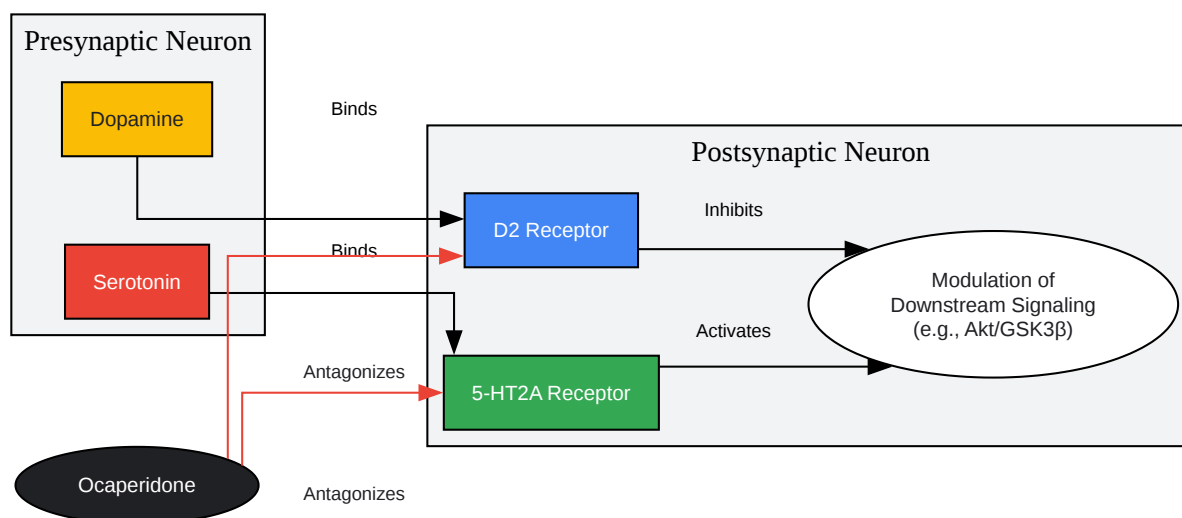 Presynaptic Neuron
Dopamine
Binds
Postsynaptic Neuron
D2 Receptor
Inhibits
Binds
Serotonin
Modulation of
Downstream Signaling
(e.g., Akt/GSK3β)
Activates
Antagonizes
5-HT2A Receptor
Ocaperidone
Antagonizes